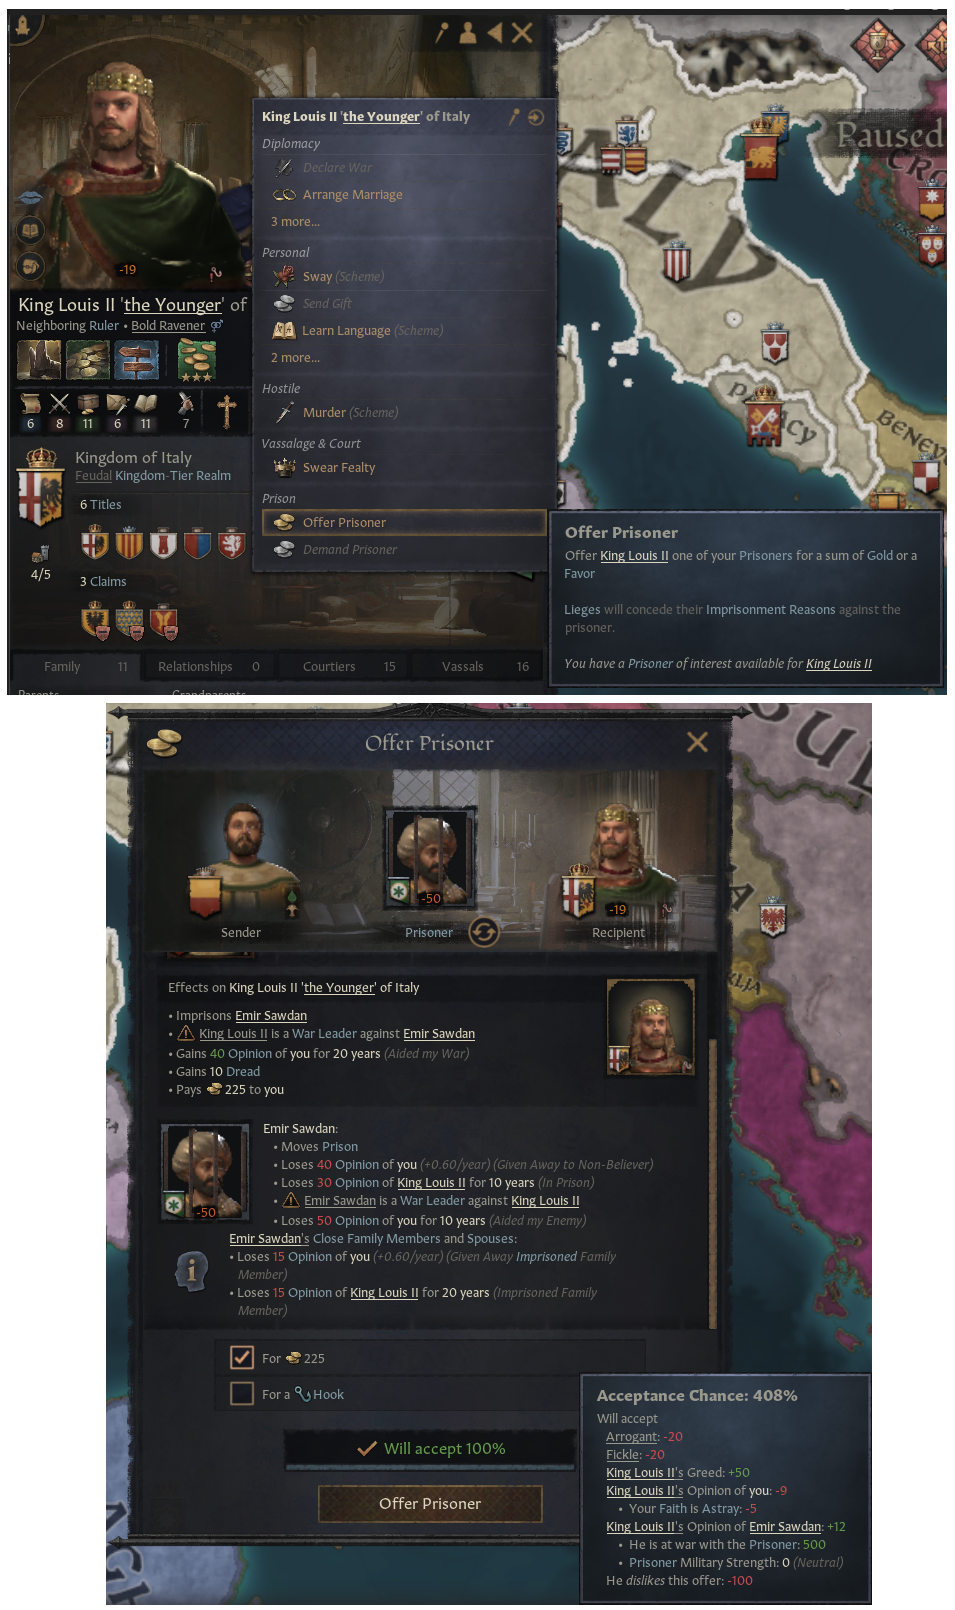 King Louis II 'the Younger' of Italy
Diplomacy
Declare War
Arrange Marriage
3 more...
Personal
Sway (Scheme)
Send Gift
Learn Language (Scheme)
2 more...
Hostile
Murder (Scheme)
Vassalage & Court
Swear Fealty
Prison
Offer Prisoner
Demand Prisoner
-19
King Louis II 'the Younger' of
Neighboring Ruler • Bold Ravener
6 8 11 6 11 7
Kingdom of Italy
Feudal Kingdom-Tier Realm
6 Titles
4/5
3 Claims
Family 11
Relationships 0
Courtiers 15
Vassals 16
Parents
Grandparents
Paused
CRO
PAPACY
BENEV
Offer Prisoner
Offer King Louis II one of your Prisoners for a sum of Gold or a
Favor
Lieges will concede their Imprisonment Reasons against the
prisoner.
You have a Prisoner of interest available for King Louis II
Offer Prisoner
-50
-19
Sender
Prisoner
Recipient
Effects on King Louis II 'the Younger' of Italy
• Imprisons Emir Sawdan
• King Louis II is a War Leader against Emir Sawdan
• Gains 40 Opinion of you for 20 years (Aided my War)
• Gains 10 Dread
• Pays 225 to you
Emir Sawdan:
• Moves Prison
• Loses 40 Opinion of you (+0.60/year) (Given Away to Non-Believer)
• Loses 30 Opinion of King Louis II for 10 years (In Prison)
• Emir Sawdan is a War Leader against King Louis II
• Loses 50 Opinion of you for 10 years (Aided my Enemy)
-50
Emir Sawdan's Close Family Members and Spouses:
• Loses 15 Opinion of you (+0.60/year) (Given Away Imprisoned Family
Member)
• Loses 15 Opinion of King Louis II for 20 years (Imprisoned Family
Member)
For 225
For a Hook
Will accept 100%
Offer Prisoner
Acceptance Chance: 408%
Will accept
Arrogant: -20
Fickle: -20
King Louis II's Greed: +50
King Louis II's Opinion of you: -9
• Your Faith is Astray: -5
King Louis II's Opinion of Emir Sawdan: +12
• He is at war with the Prisoner: 500
• Prisoner Military Strength: 0 (Neutral)
He dislikes this offer: -100